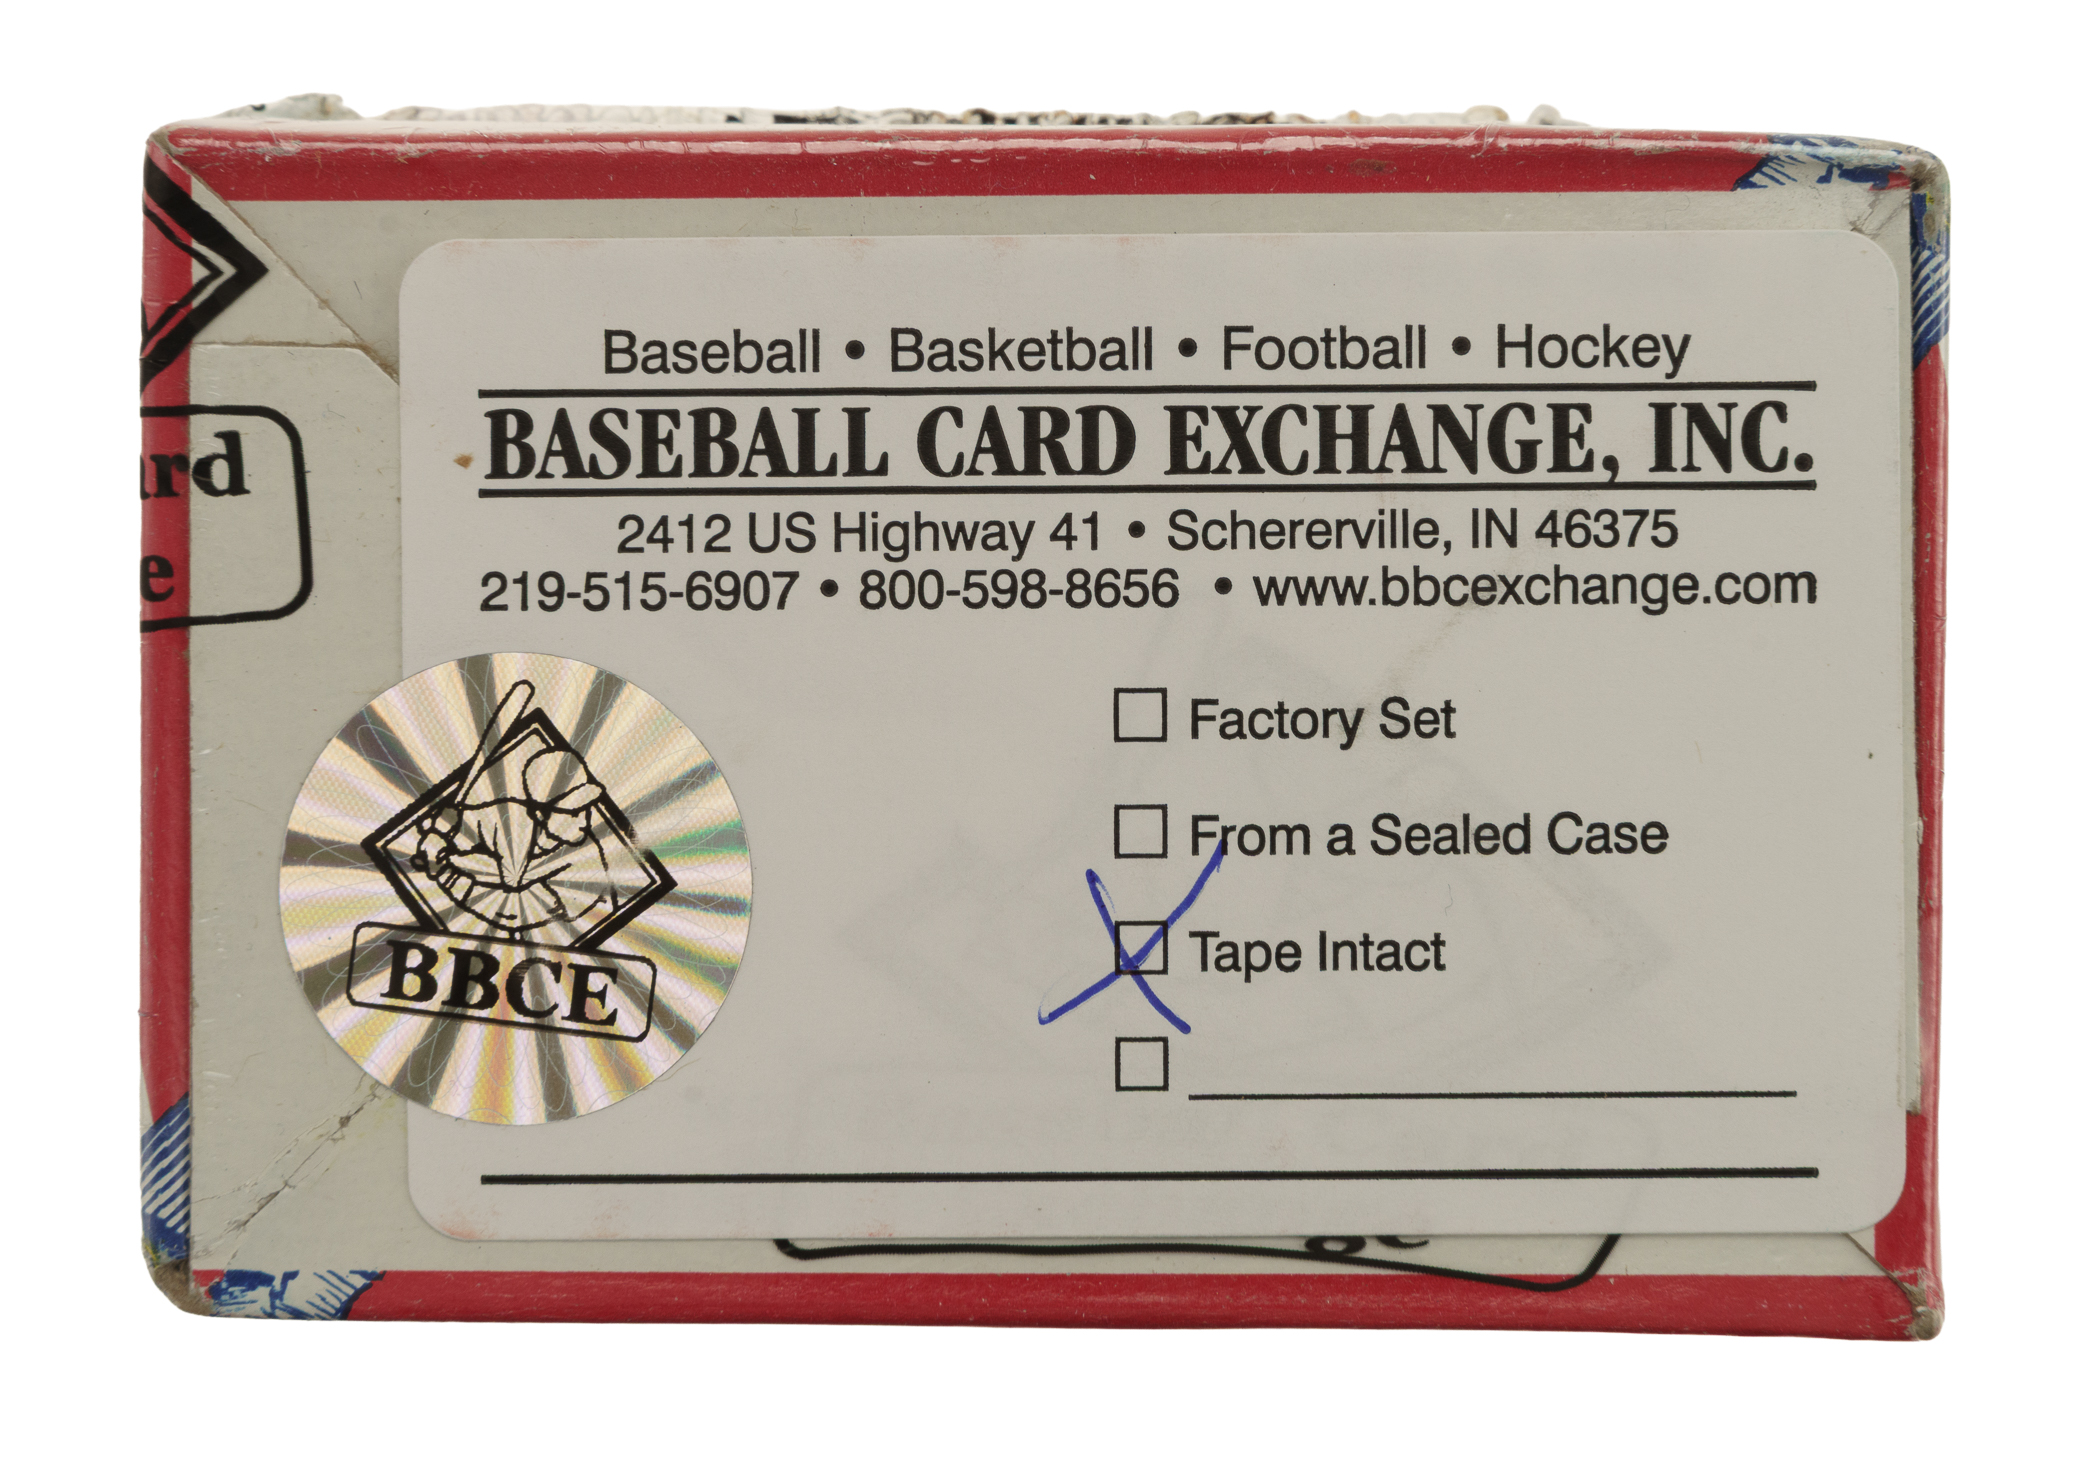 Baseball • Basketball • Football • Hockey
BASEBALL CARD EXCHANGE, INC.
2412 US Highway 41 • Schererville, IN 46375
219-515-6907 • 800-598-8656 • www.bbcexchange.com
rd
e
Factory Set
From a Sealed Case
Tape Intact
BBCE